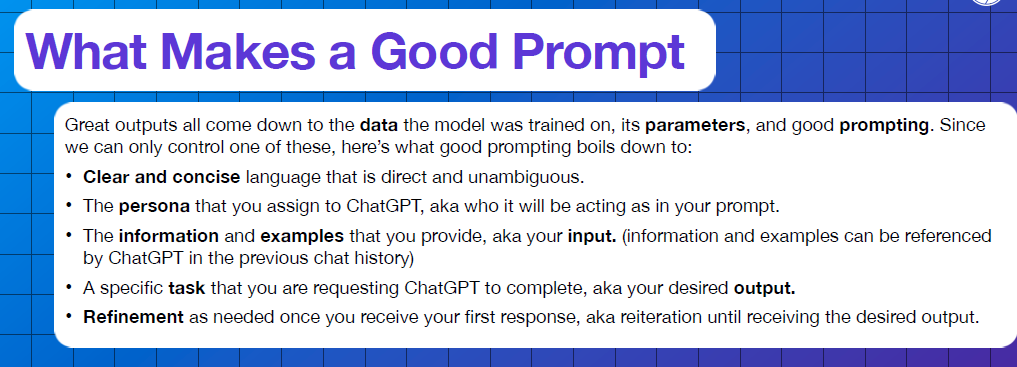 What Makes a Good Prompt
Great outputs all come down to the data the model was trained on, its parameters, and good prompting. Since
we can only control one of these, here's what good prompting boils down to:
• Clear and concise language that is direct and unambiguous.
• The persona that you assign to ChatGPT, aka who it will be acting as in your prompt.
• The information and examples that you provide, aka your input. (information and examples can be referenced
by ChatGPT in the previous chat history)
• A specific task that you are requesting ChatGPT to complete, aka your desired output.
• Refinement as needed once you receive your first response, aka reiteration until receiving the desired output.